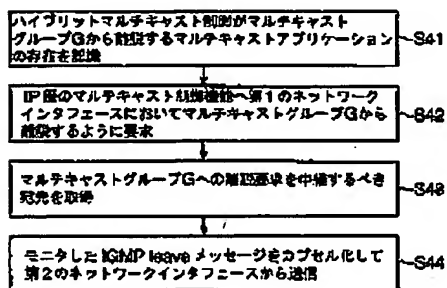 ハイブリットマルチキャスト制御がマルチキャスト
グループGから離脱するマルチキャストアプリケーション
の存在を認識
S41
IP層のマルチキャスト制御機能へ第1のネットワーク
インタフェースにおいてマルチキャストグループGから
離脱するように要求
S42
マルチキャストグループGへの離脱要求を中継するべき
宛先を取得
S43
モニタしたIGMP leave メッセージをカプセル化して
第2のネットワークインタフェースから送信
S44